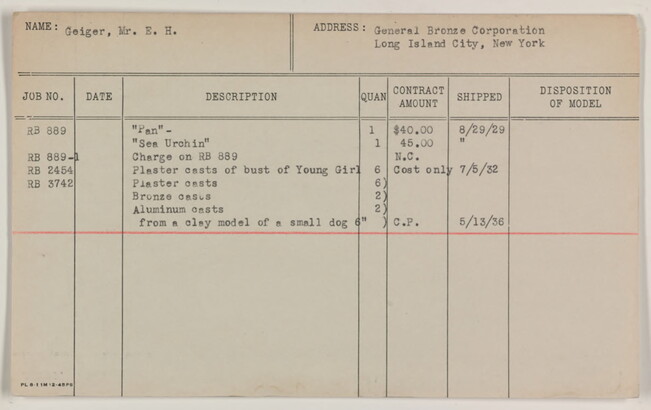 NAME: Geiger, Mr. E. H. ADDRESS: General Bronze Corporation
Long Island City, New York
JOB NO. DATE DESCRIPTION QUAN CONTRACT AMOUNT SHIPPED DISPOSITION OF MODEL
RB 889 "Pan"- 1 $40.00 8/29/29
"Sea Urchin" 1 45.00 "
RB 889-1 Charge on RB 889 N.C.
RB 2454 Plaster casts of bust of Young Girl 6 Cost only 7/5/32
RB 3742 Plaster casts 6)
Bronze casts 2)
Aluminum casts 2)
from a clay model of a small dog 6" ) C.P. 5/13/36